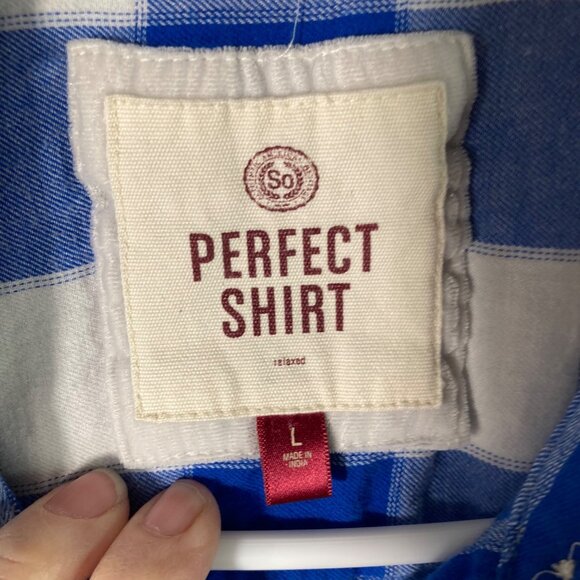 So
PERFECT
SHIRT
relaxed
L
MADE IN
INDIA